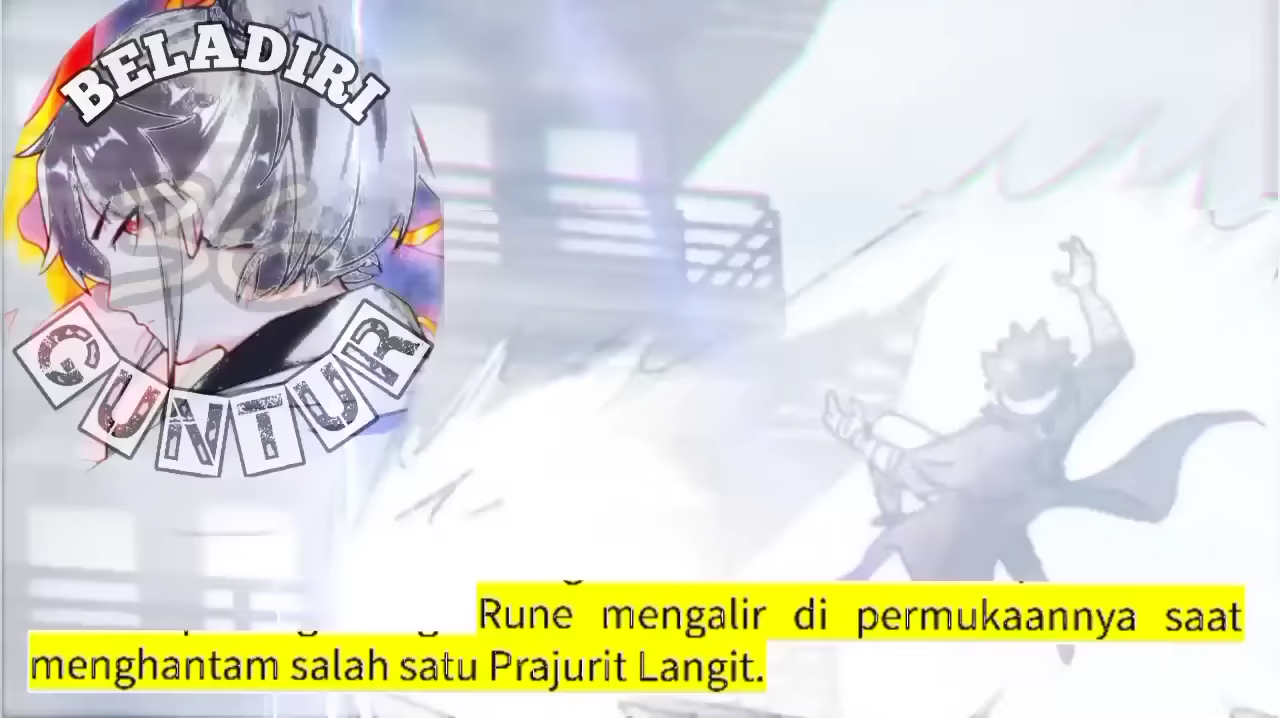 BELADIRI
GUNTUR
Rune mengalir di permukaannya saat
menghantam salah satu Prajurit Langit.